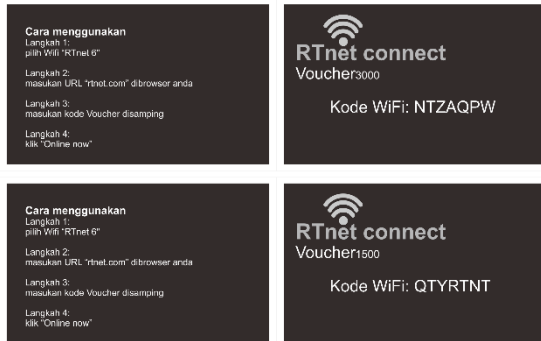 Cara menggunakan
Langkah 1:
pilih Wifi "RTnet 6"
Langkah 2:
masukan URL "rtnet.com" dibrowser anda
Langkah 3:
masukan kode Voucher disamping
Langkah 4:
klik "Online now"
RTnet connect
Voucher3000
Kode WiFi: NTZAQPW
Cara menggunakan
Langkah 1:
pilih Wifi "RTnet 6"
Langkah 2:
masukan URL "rtnet.com" dibrowser anda
Langkah 3:
masukan kode Voucher disamping
Langkah 4:
klik "Online now"
RTnet connect
Voucher1500
Kode WiFi: QTYRTNT